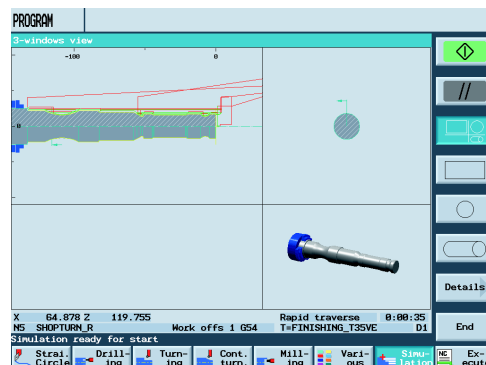 PROGRAM
3-windows view
-100 0
0
Details
X 64.878 Z 119.755 Rapid traverse 0:00:35
N5 SHOPTURN_R Work offs 1 G54 T=FINISHING_T35VE D1
End
Simulation ready for start
Strai. Circle
Drill- ing
Turn- ing
Cont. turn.
Mill- ing
Vari- ous
Simu- lation
NC Ex- ecute